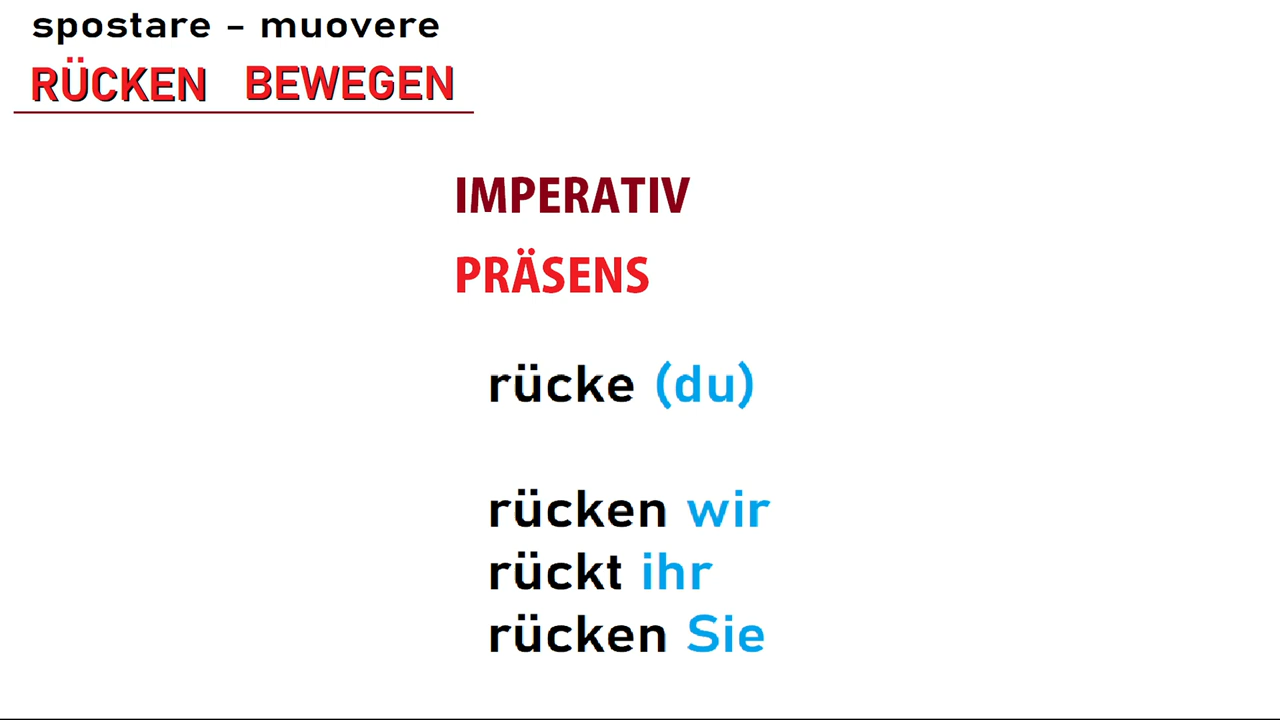 spostare – muovere
RÜCKEN BEWEGEN
IMPERATIV
PRÄSENS
rücke (du)
rücken wir
rückt ihr
rücken Sie